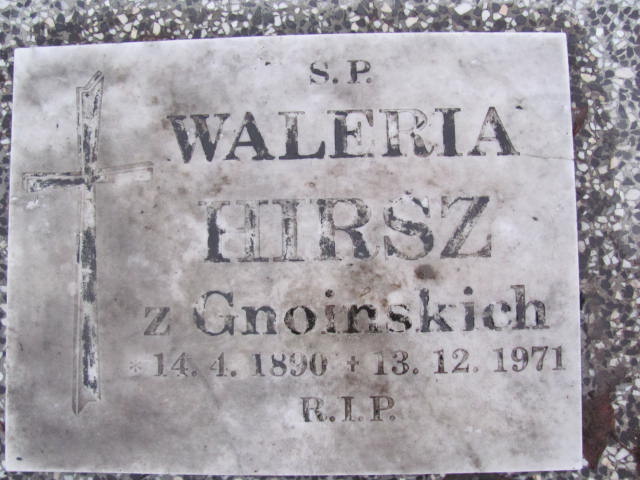 S.P.
WALERIA
HIRSZ
z Gnoińskich
* 14. 4. 1890 + 13. 12. 1971
R.I.P.